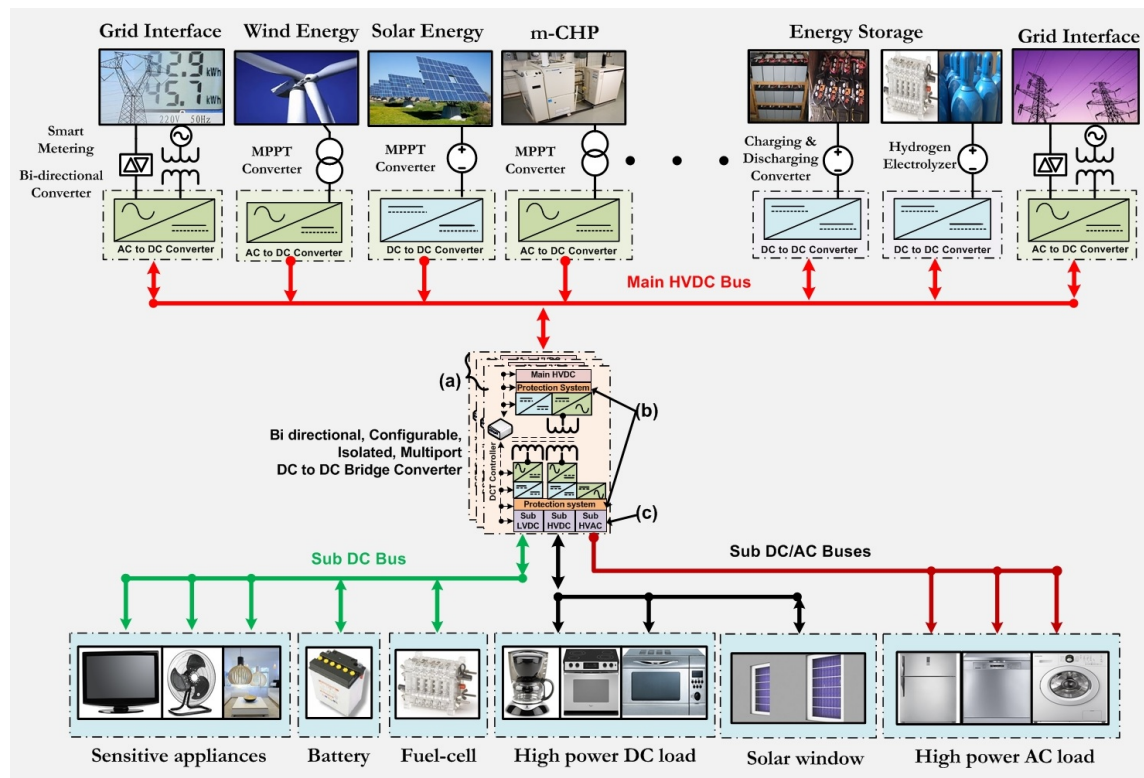 Grid Interface
Wind Energy
Solar Energy
m-CHP
Energy Storage
Grid Interface
82.9 kWh
45.7 kWh
220V 50Hz
Smart
Metering
Bi-directional
Converter
MPPT
Converter
MPPT
Converter
MPPT
Converter
Charging &
Discharging
Converter
Hydrogen
Electrolyzer
AC to DC Converter
AC to DC Converter
DC to DC Converter
AC to DC Converter
DC to DC Converter
DC to DC Converter
AC to DC Converter
Main HVDC Bus
(a)
Main HVDC
Protection System
(b)
Bi directional, Configurable,
Isolated, Multiport
DC to DC Bridge Converter
DCT Controller
Protection system
(c)
Sub LVDC
Sub HVDC
Sub HVAC
Sub DC Bus
Sub DC/AC Buses
Sensitive appliances
Battery
Fuel-cell
High power DC load
Solar window
High power AC load